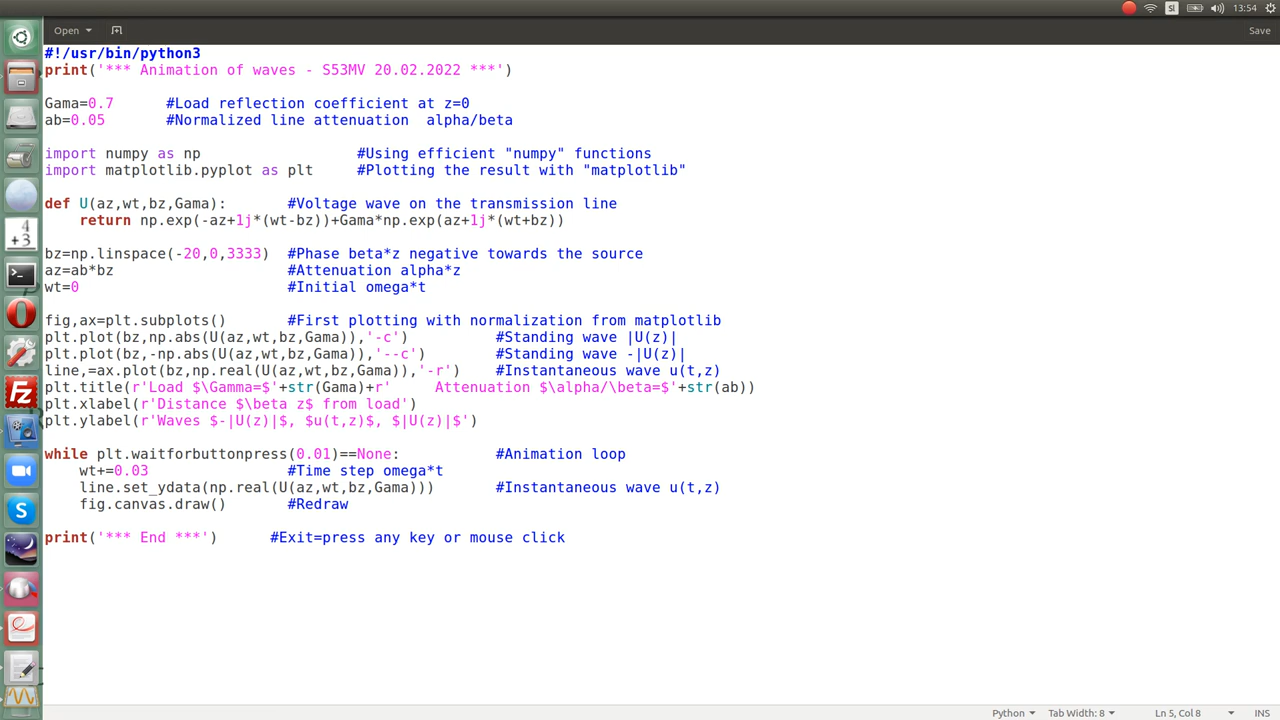 Sl 13:54
Open Save
#!/usr/bin/python3
print('*** Animation of waves - S53MV 20.02.2022 ***')
Gama=0.7 #Load reflection coefficient at z=0
ab=0.05 #Normalized line attenuation alpha/beta
import numpy as np #Using efficient "numpy" functions
import matplotlib.pyplot as plt #Plotting the result with "matplotlib"
def U(az,wt,bz,Gama): #Voltage wave on the transmission line
return np.exp(-az+1j*(wt-bz))+Gama*np.exp(az+1j*(wt+bz))
bz=np.linspace(-20,0,3333) #Phase beta*z negative towards the source
az=ab*bz #Attenuation alpha*z
wt=0 #Initial omega*t
fig,ax=plt.subplots() #First plotting with normalization from matplotlib
plt.plot(bz,np.abs(U(az,wt,bz,Gama)),'-c') #Standing wave |U(z)|
plt.plot(bz,-np.abs(U(az,wt,bz,Gama)),'--c') #Standing wave -|U(z)|
line,=ax.plot(bz,np.real(U(az,wt,bz,Gama)),'-r') #Instantaneous wave u(t,z)
plt.title(r'Load $\Gamma=$'+str(Gama)+r' Attenuation $\alpha/\beta=$'+str(ab))
plt.xlabel(r'Distance $\beta z$ from load')
plt.ylabel(r'Waves $-|U(z)|$, $u(t,z)$, $|U(z)|$')
while plt.waitforbuttonpress(0.01)==None: #Animation loop
wt+=0.03 #Time step omega*t
line.set_ydata(np.real(U(az,wt,bz,Gama))) #Instantaneous wave u(t,z)
fig.canvas.draw() #Redraw
print('*** End ***') #Exit=press any key or mouse click
4
+3
Python Tab Width: 8 Ln 5, Col 8 INS